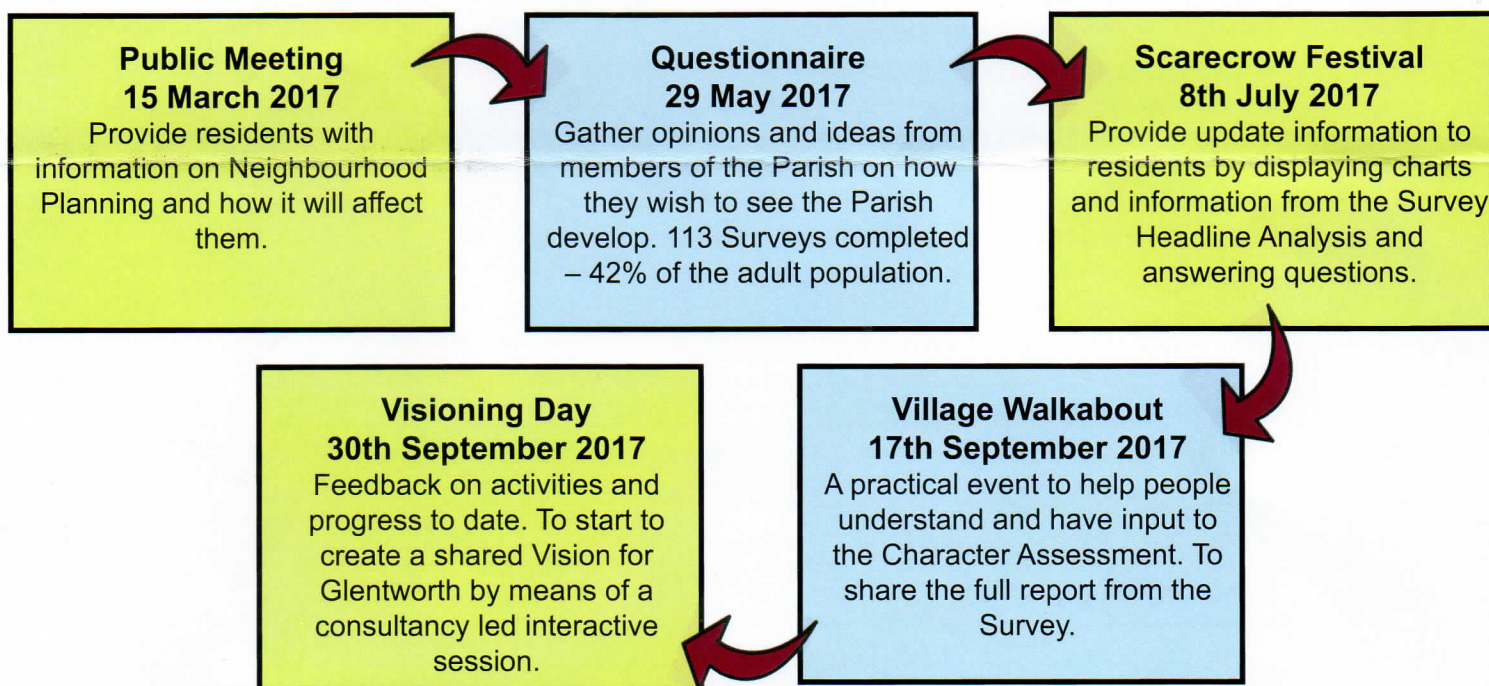 Public Meeting
15 March 2017
Provide residents with
information on Neighbourhood
Planning and how it will affect
them.
Questionnaire
29 May 2017
Gather opinions and ideas from
members of the Parish on how
they wish to see the Parish
develop. 113 Surveys completed
– 42% of the adult population.
Scarecrow Festival
8th July 2017
Provide update information to
residents by displaying charts
and information from the Survey
Headline Analysis and
answering questions.
Village Walkabout
17th September 2017
A practical event to help people
understand and have input to
the Character Assessment. To
share the full report from the
Survey.
Visioning Day
30th September 2017
Feedback on activities and
progress to date. To start to
create a shared Vision for
Glentworth by means of a
consultancy led interactive
session.